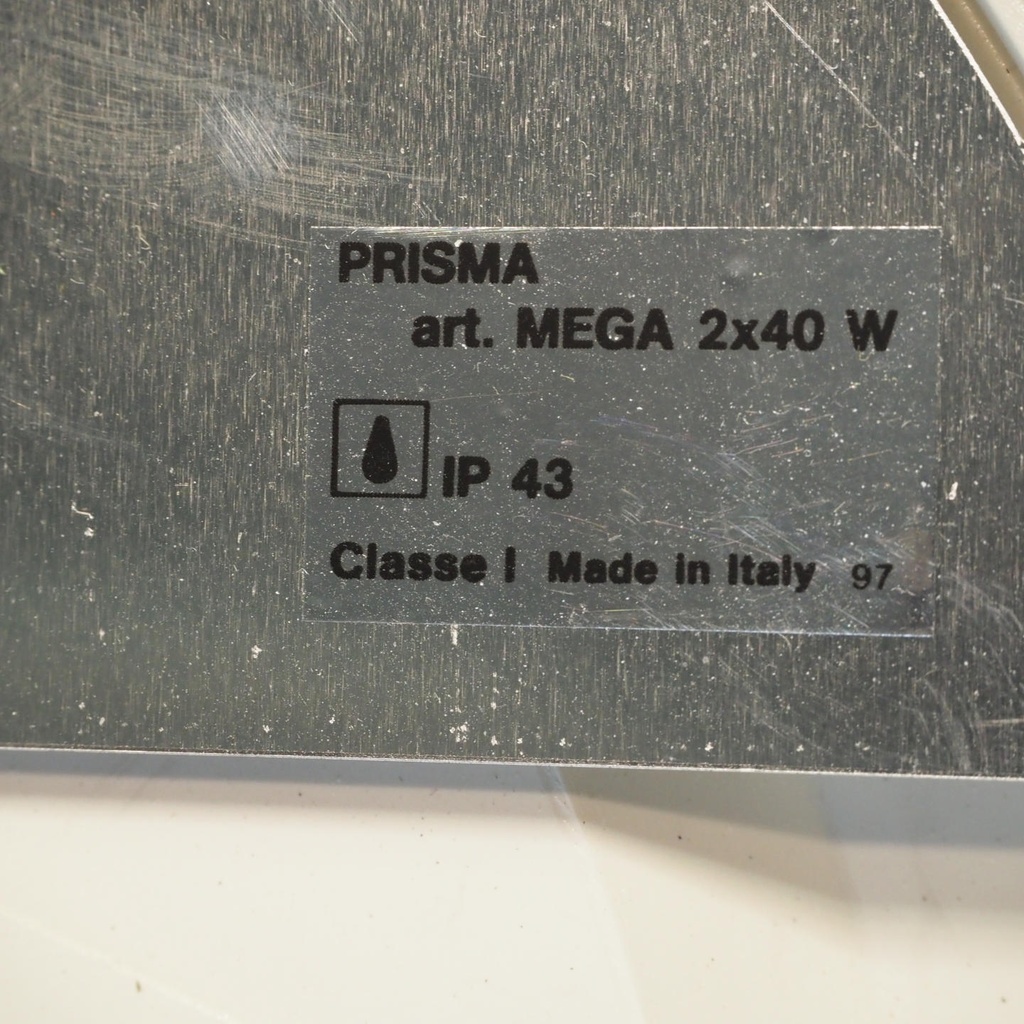 PRISMA
art. MEGA 2x40 W
IP 43
Classe I Made in Italy 97